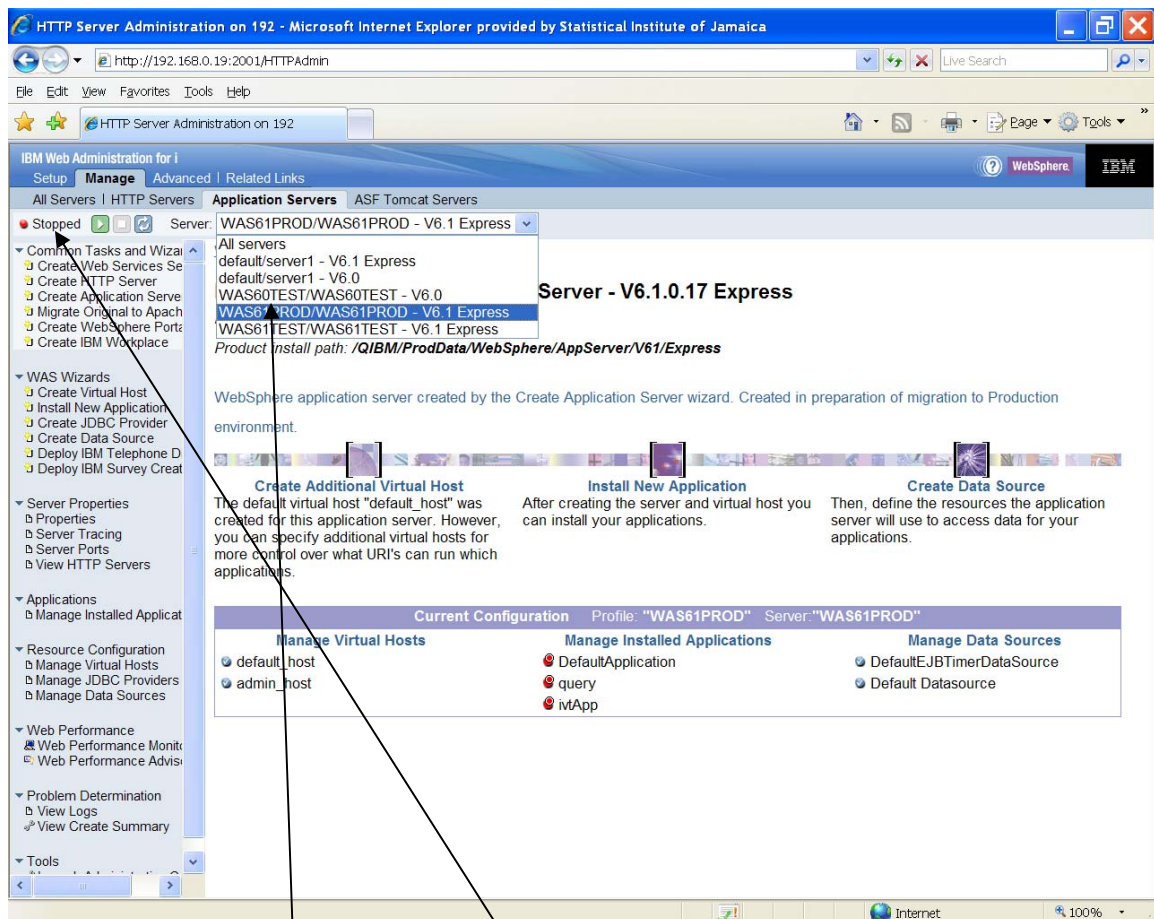 HTTP Server Administration on 192 - Microsoft Internet Explorer provided by Statistical Institute of Jamaica
http://192.168.0.19:2001/HTTPAdmin
Live Search
File Edit View Favorites Tools Help
HTTP Server Administration on 192
Page Tools »
IBM Web Administration for i
WebSphere. IBM
Setup Manage Advanced | Related Links
All Servers | HTTP Servers Application Servers ASF Tomcat Servers
Stopped Server: WAS61PROD/WAS61PROD - V6.1 Express
All servers
default/server1 - V6.1 Express
default/server1 - V6.0
WAS60TEST/WAS60TEST - V6.0
WAS61PROD/WAS61PROD - V6.1 Express
WAS61TEST/WAS61TEST - V6.1 Express
Common Tasks and Wizar
Create Web Services Se
Create HTTP Server
Create Application Serve
Migrate Original to Apach
Create WebSphere Porta
Create IBM Workplace
WAS Wizards
Create Virtual Host
Install New Application
Create JDBC Provider
Create Data Source
Deploy IBM Telephone D
Deploy IBM Survey Creat
Server Properties
Properties
Server Tracing
Server Ports
View HTTP Servers
Applications
Manage Installed Applicat
Resource Configuration
Manage Virtual Hosts
Manage JDBC Providers
Manage Data Sources
Web Performance
Web Performance Monito
Web Performance Advis
Problem Determination
View Logs
View Create Summary
Tools
Server - V6.1.0.17 Express
Product install path: /QIBM/ProdData/WebSphere/AppServer/V61/Express
WebSphere application server created by the Create Application Server wizard. Created in preparation of migration to Production
environment.
Create Additional Virtual Host
The default virtual host "default_host" was
created for this application server. However,
you can specify additional virtual hosts for
more control over what URI's can run which
applications.
Install New Application
After creating the server and virtual host you
can install your applications.
Create Data Source
Then, define the resources the application
server will use to access data for your
applications.
Current Configuration Profile: "WAS61PROD" Server:"WAS61PROD"
Manage Virtual Hosts
default_host
admin_host
Manage Installed Applications
DefaultApplication
query
ivtApp
Manage Data Sources
DefaultEJBTimerDataSource
Default Datasource
Internet 100%